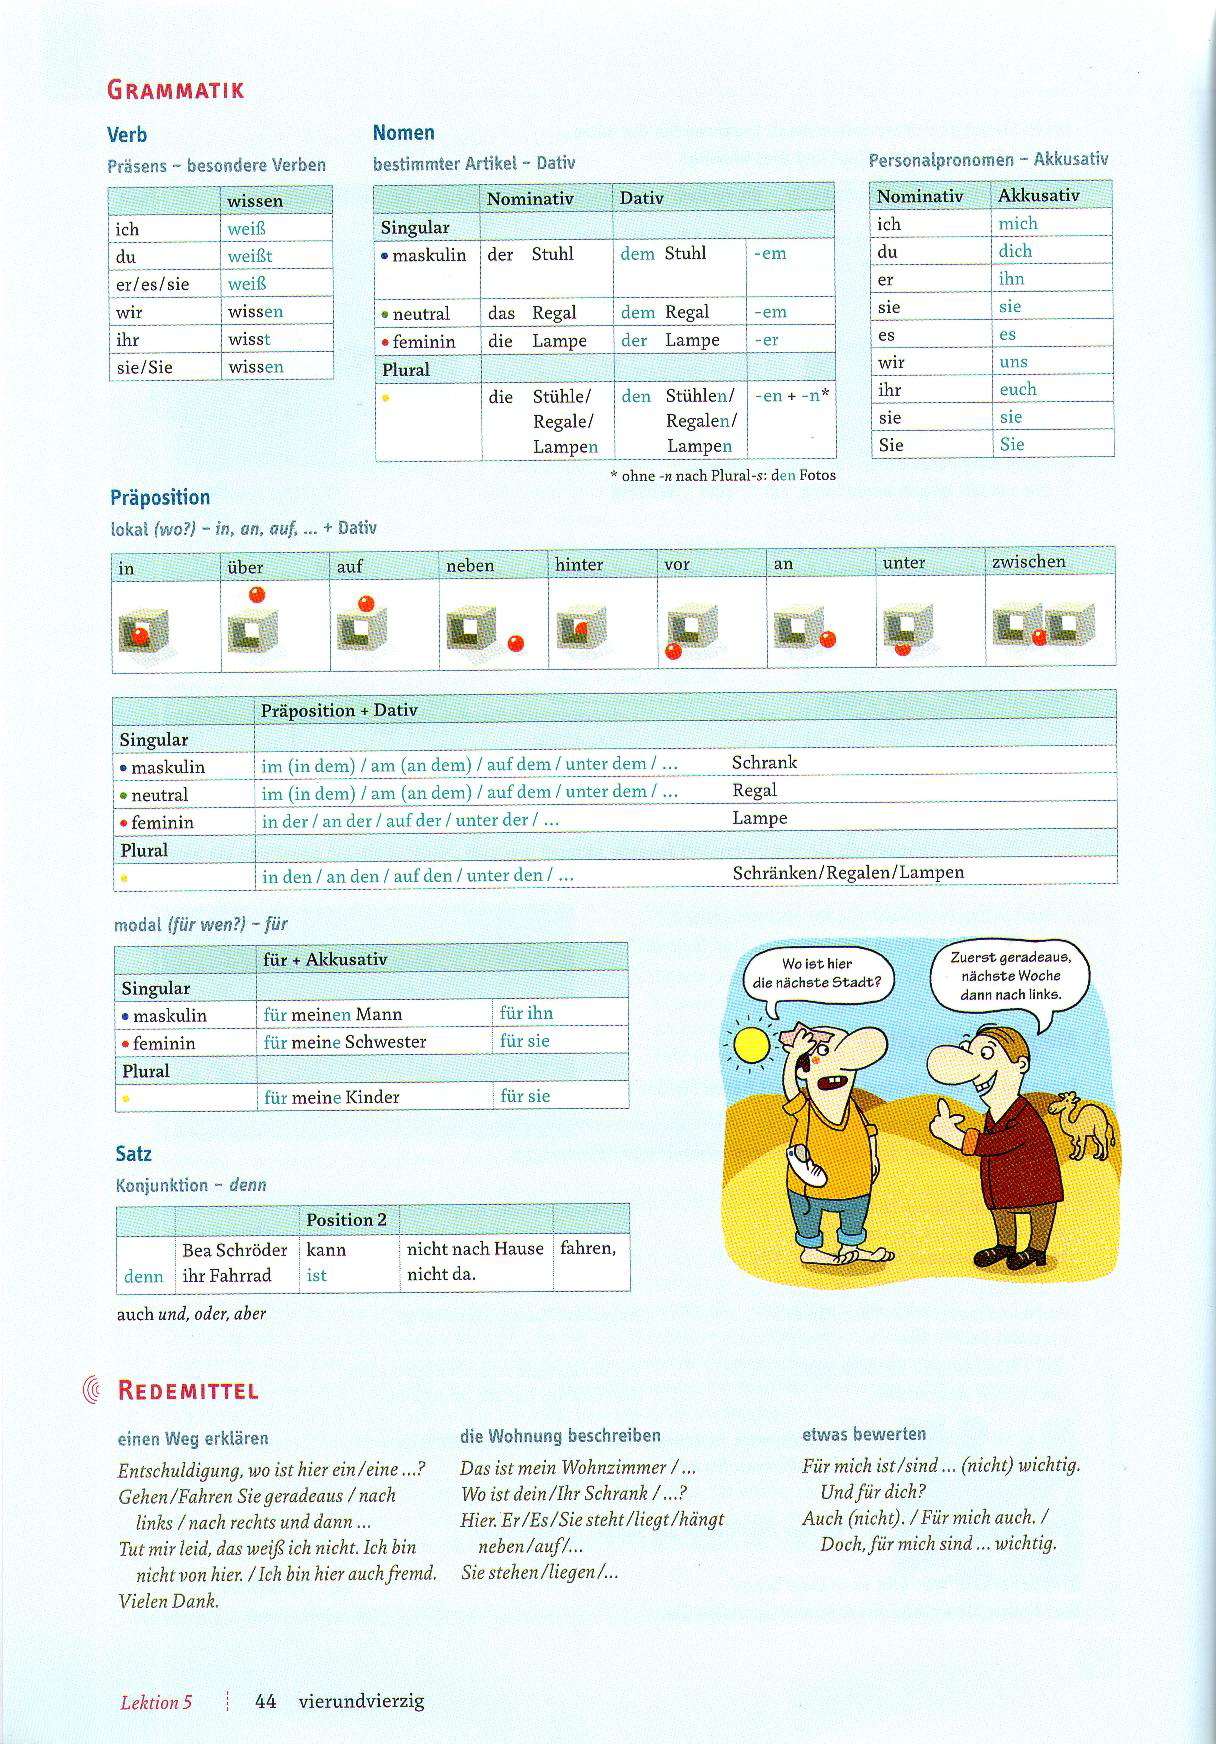 GRAMMATIK
Verb
Präsens – besondere Verben
wissen
ich weiß
du weißt
er/es/sie weiß
wir wissen
ihr wisst
sie/Sie wissen
Nomen
bestimmter Artikel – Dativ
Nominativ Dativ
Singular
• maskulin der Stuhl dem Stuhl -em
• neutral das Regal dem Regal -em
• feminin die Lampe der Lampe -er
Plural
• die Stühle/ den Stühlen/ -en + -n*
Regale/ Regalen/
Lampen Lampen
* ohne -n nach Plural-s: den Fotos
Personalpronomen – Akkusativ
Nominativ Akkusativ
ich mich
du dich
er ihn
sie sie
es es
wir uns
ihr euch
sie sie
Sie Sie
Präposition
lokal (wo?) – in, an, auf, ... + Dativ
in über auf neben hinter vor an unter zwischen
Präposition + Dativ
Singular
• maskulin im (in dem) / am (an dem) / auf dem / unter dem / ... Schrank
• neutral im (in dem) / am (an dem) / auf dem / unter dem / ... Regal
• feminin in der / an der / auf der / unter der / ... Lampe
Plural
• in den / an den / auf den / unter den / ... Schränken/Regalen/Lampen
modal (für wen?) – für
für + Akkusativ
Singular
• maskulin für meinen Mann für ihn
• feminin für meine Schwester für sie
Plural
• für meine Kinder für sie
Wo ist hier
die nächste Stadt?
Zuerst geradeaus,
nächste Woche
dann nach links.
Satz
Konjunktion – denn
Position 2
Bea Schröder kann nicht nach Hause fahren,
denn ihr Fahrrad ist nicht da.
auch und, oder, aber
REDEMITTEL
einen Weg erklären
Entschuldigung, wo ist hier ein/eine ...?
Gehen/Fahren Sie geradeaus / nach
links / nach rechts und dann ...
Tut mir leid, das weiß ich nicht. Ich bin
nicht von hier. / Ich bin hier auch fremd.
Vielen Dank.
die Wohnung beschreiben
Das ist mein Wohnzimmer / ...
Wo ist dein/Ihr Schrank / ...?
Hier. Er/Es/Sie steht/liegt/hängt
neben/auf/...
Sie stehen/liegen/...
etwas bewerten
Für mich ist/sind ... (nicht) wichtig.
Und für dich?
Auch (nicht). / Für mich auch. /
Doch, für mich sind ... wichtig.
Lektion 5 44 vierundvierzig